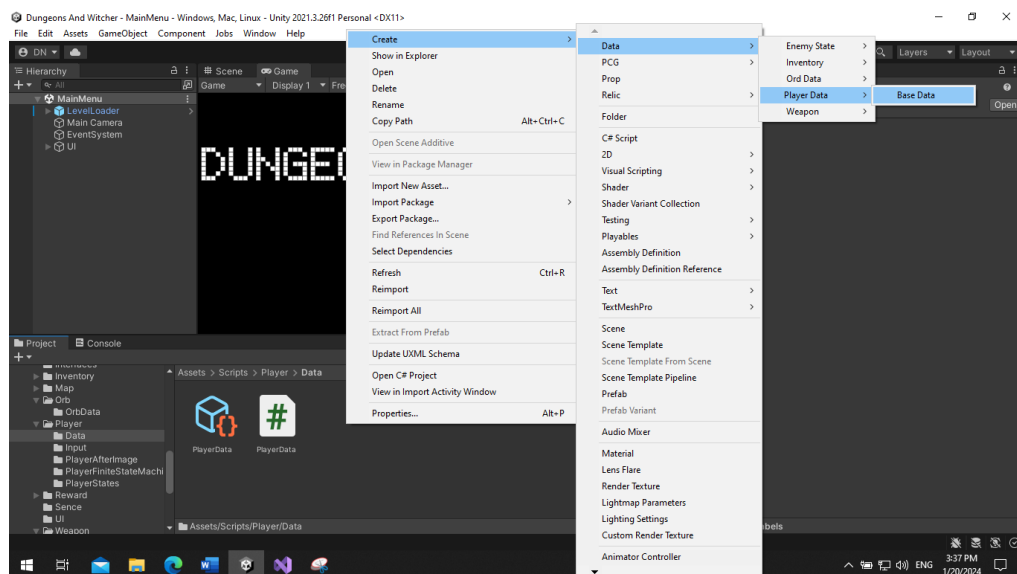 Dungeons And Witcher - MainMenu - Windows, Mac, Linux - Unity 2021.3.26f1 Personal <DX11>
File Edit Assets GameObject Component Jobs Window Help
DN
Layers
Layout
Hierarchy
Scene
Game
All
Game
Display 1
Fre
Open
MainMenu
LevelLoader
Main Camera
EventSystem
UI
DUNGEO
Create
Show in Explorer
Open
Delete
Rename
Copy Path Alt+Ctrl+C
Open Scene Additive
View in Package Manager
Import New Asset...
Import Package
Export Package...
Find References In Scene
Select Dependencies
Refresh Ctrl+R
Reimport
Reimport All
Extract From Prefab
Update UXML Schema
Open C# Project
View in Import Activity Window
Properties... Alt+P
Data
PCG
Prop
Relic
Folder
C# Script
2D
Visual Scripting
Shader
Shader Variant Collection
Testing
Playables
Assembly Definition
Assembly Definition Reference
Text
TextMeshPro
Scene
Scene Template
Scene Template From Scene
Scene Template Pipeline
Prefab
Prefab Variant
Audio Mixer
Material
Lens Flare
Render Texture
Lightmap Parameters
Lighting Settings
Custom Render Texture
Animator Controller
Enemy State
Inventory
Ord Data
Player Data
Weapon
Base Data
Project
Console
Interfaces
Inventory
Map
Orb
OrbData
Player
Data
Input
PlayerAfterImage
PlayerFiniteStateMachi
PlayerStates
Reward
Sence
UI
Weapon
Assets > Scripts > Player > Data
PlayerData
PlayerData
Assets/Scripts/Player/Data
bels
ENG
3:37 PM
1/20/2024